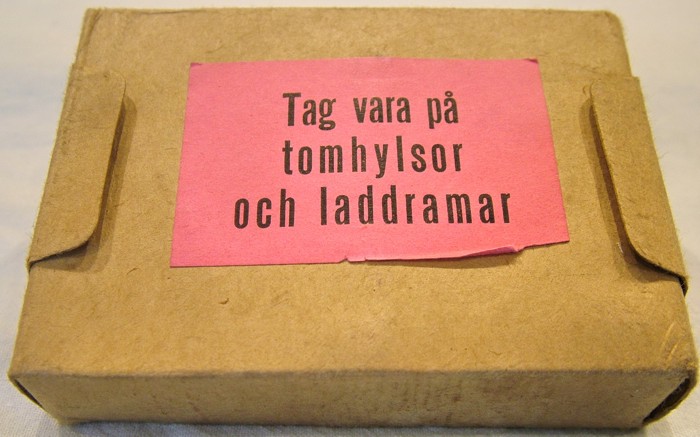 Tag vara på
tomhylsor
och laddramar